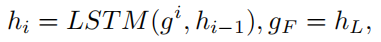 h_i = LSTM(g^i, h_{i-1}), g_F = h_L,